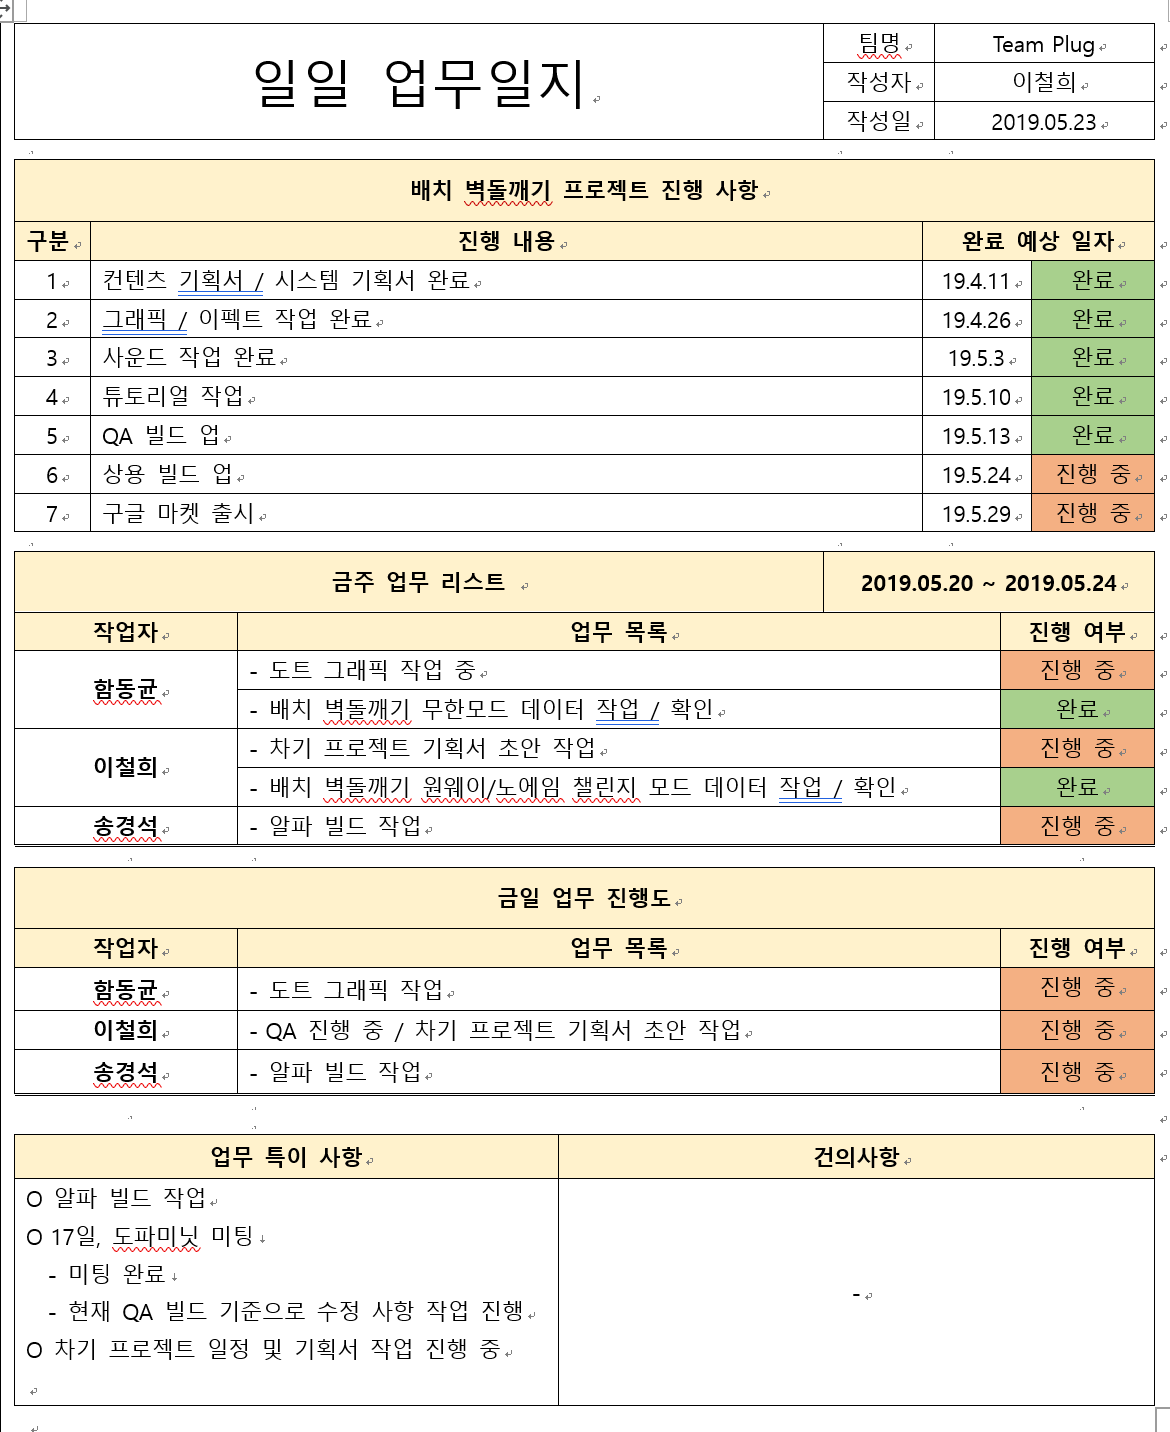 일일 업무일지
팀명 Team Plug
작성자 이철희
작성일 2019.05.23
배치 벽돌깨기 프로젝트 진행 사항
구분 진행 내용 완료 예상 일자
1 컨텐츠 기획서 / 시스템 기획서 완료 19.4.11 완료
2 그래픽 / 이펙트 작업 완료 19.4.26 완료
3 사운드 작업 완료 19.5.3 완료
4 튜토리얼 작업 19.5.10 완료
5 QA 빌드 업 19.5.13 완료
6 상용 빌드 업 19.5.24 진행 중
7 구글 마켓 출시 19.5.29 진행 중
금주 업무 리스트 2019.05.20 ~ 2019.05.24
작업자 업무 목록 진행 여부
함동균 - 도트 그래픽 작업 중 진행 중
- 배치 벽돌깨기 무한모드 데이터 작업 / 확인 완료
이철희 - 차기 프로젝트 기획서 초안 작업 진행 중
- 배치 벽돌깨기 원웨이/노에임 챌린지 모드 데이터 작업 / 확인 완료
송경석 - 알파 빌드 작업 진행 중
금일 업무 진행도
작업자 업무 목록 진행 여부
함동균 - 도트 그래픽 작업 진행 중
이철희 - QA 진행 중 / 차기 프로젝트 기획서 초안 작업 진행 중
송경석 - 알파 빌드 작업 진행 중
업무 특이 사항 건의사항
O 알파 빌드 작업
O 17일, 도파미닛 미팅
- 미팅 완료
- 현재 QA 빌드 기준으로 수정 사항 작업 진행
O 차기 프로젝트 일정 및 기획서 작업 진행 중
-